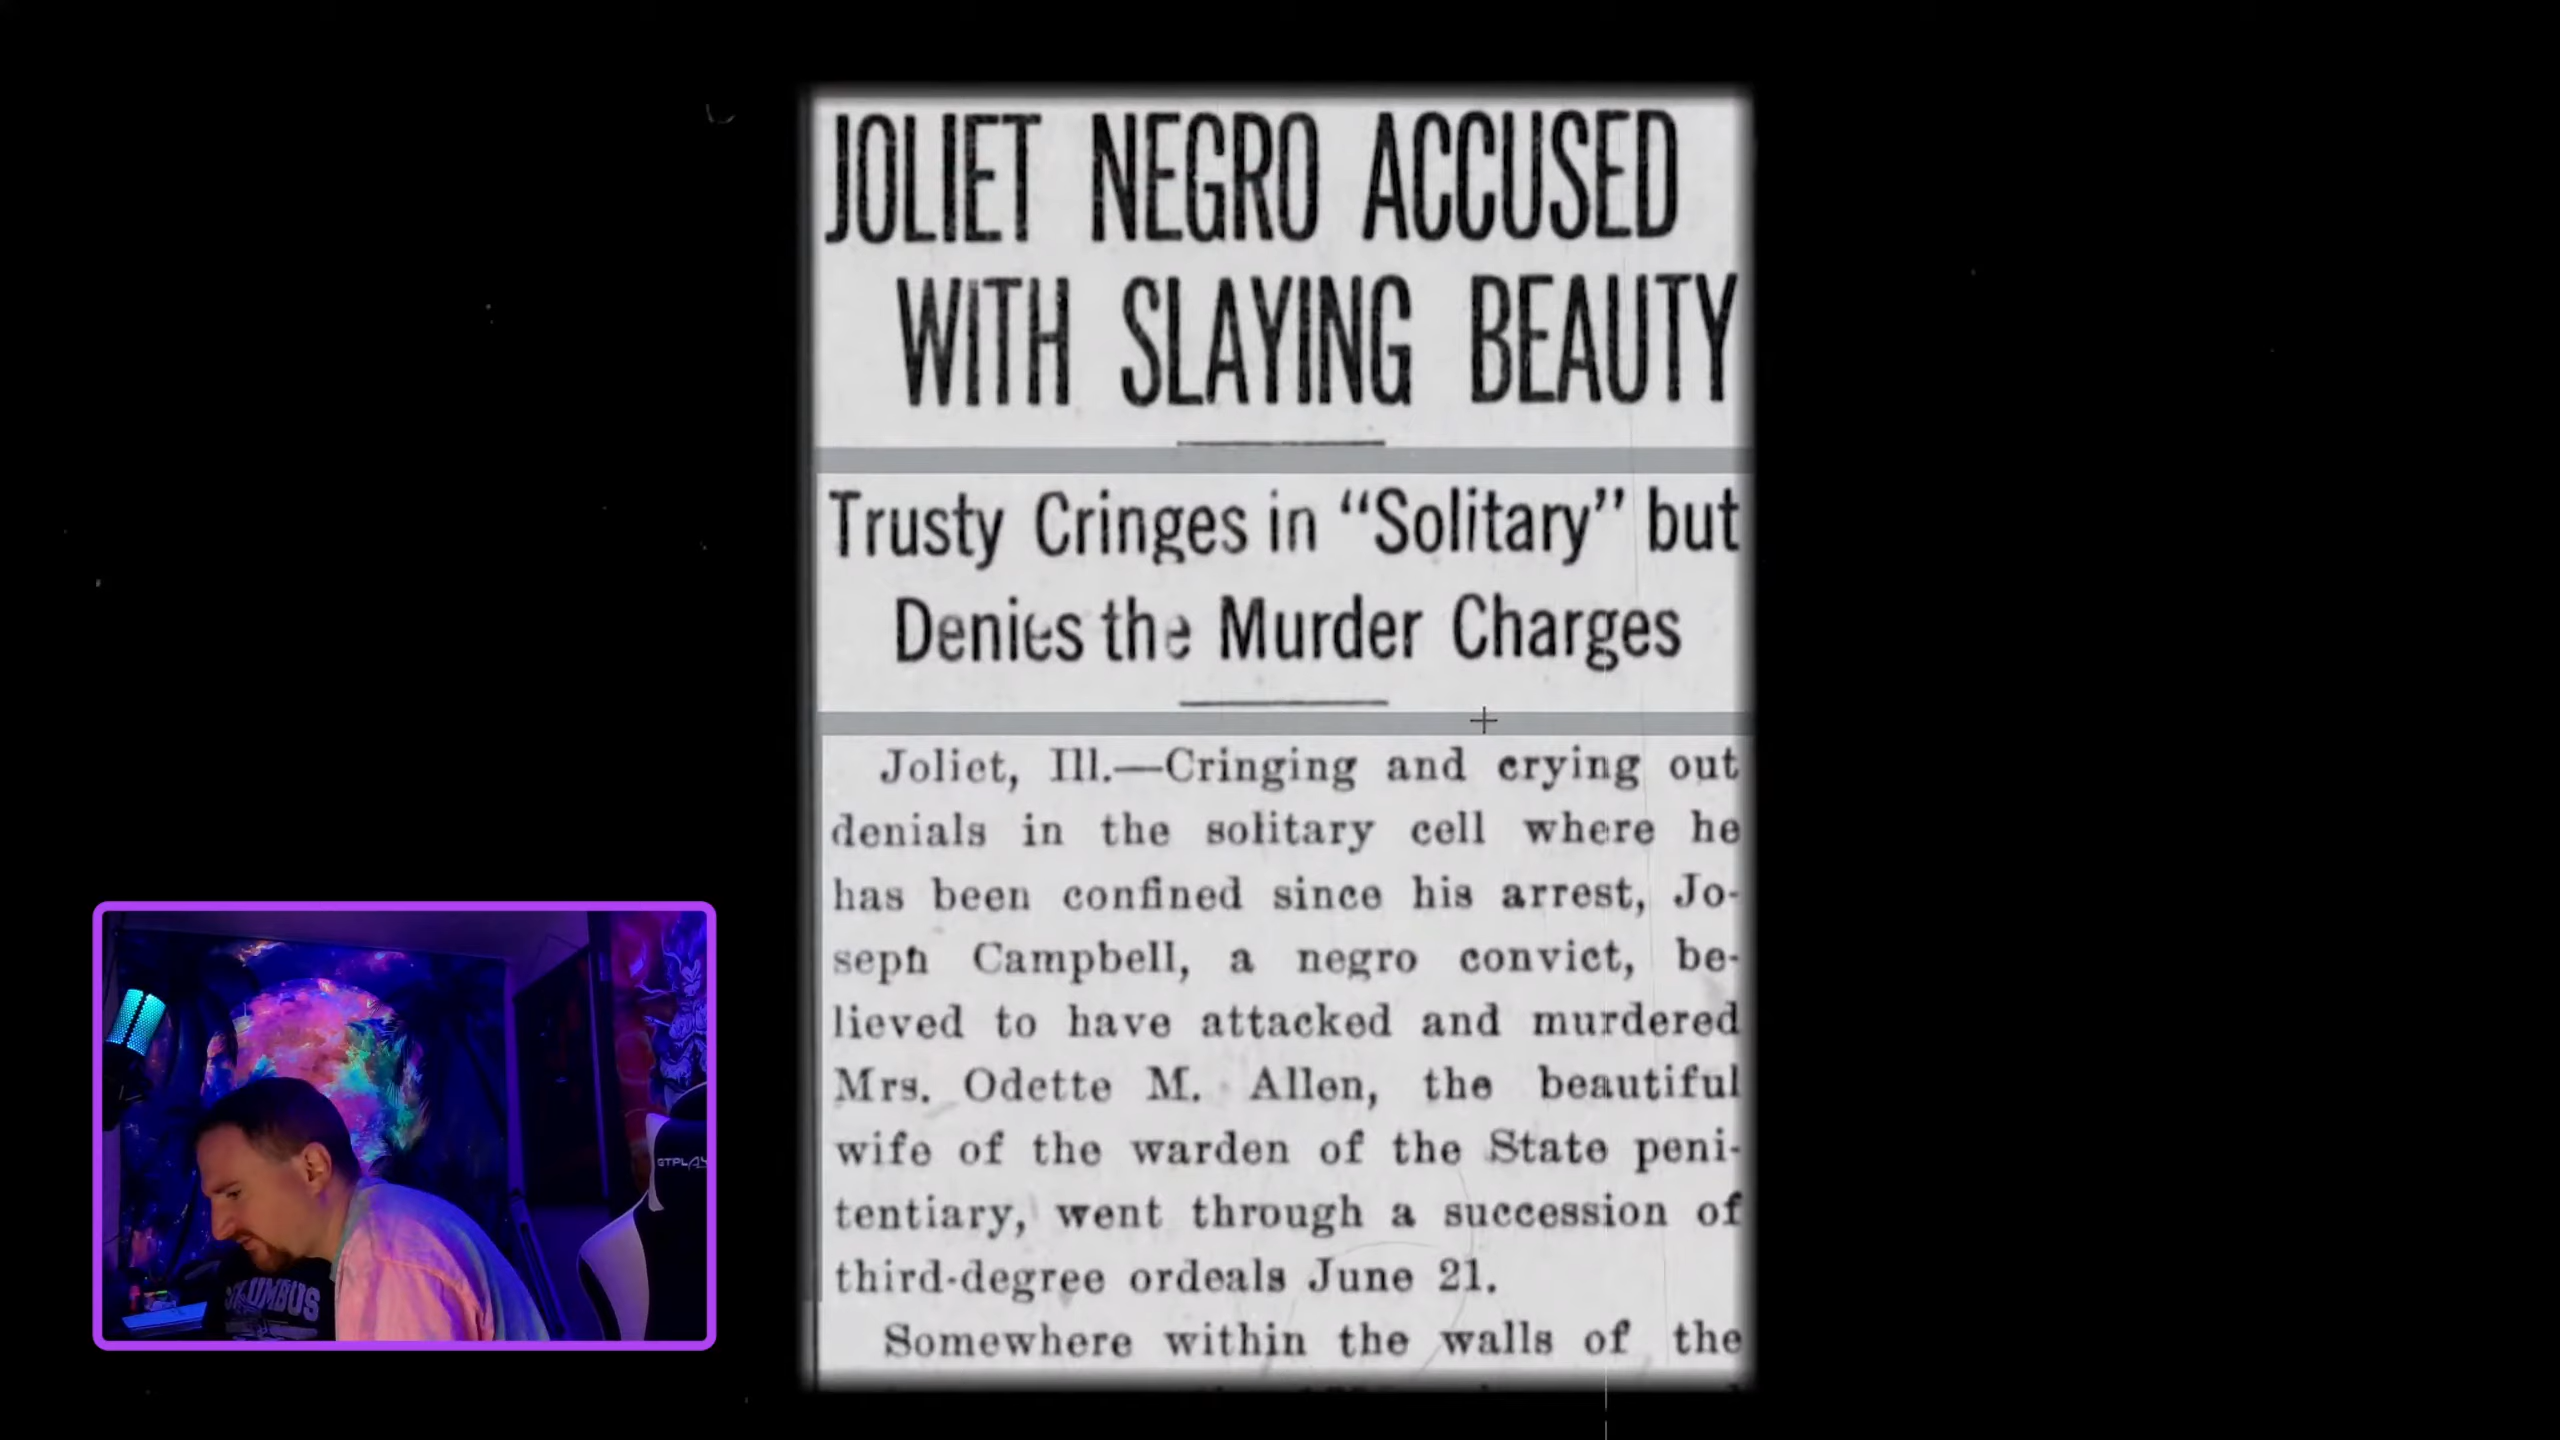 JOLIET NEGRO ACCUSED
WITH SLAYING BEAUTY
Trusty Cringes in “Solitary” but
Denies the Murder Charges
Joliet, Ill.—Cringing and crying out
denials in the solitary cell where he
has been confined since his arrest, Jo-
seph Campbell, a negro convict, be-
lieved to have attacked and murdered
Mrs. Odette M. Allen, the beautiful
wife of the warden of the State peni-
tentiary, went through a succession of
third-degree ordeals June 21.
Somewhere within the walls of the
GTPLAY
COLUMBUS